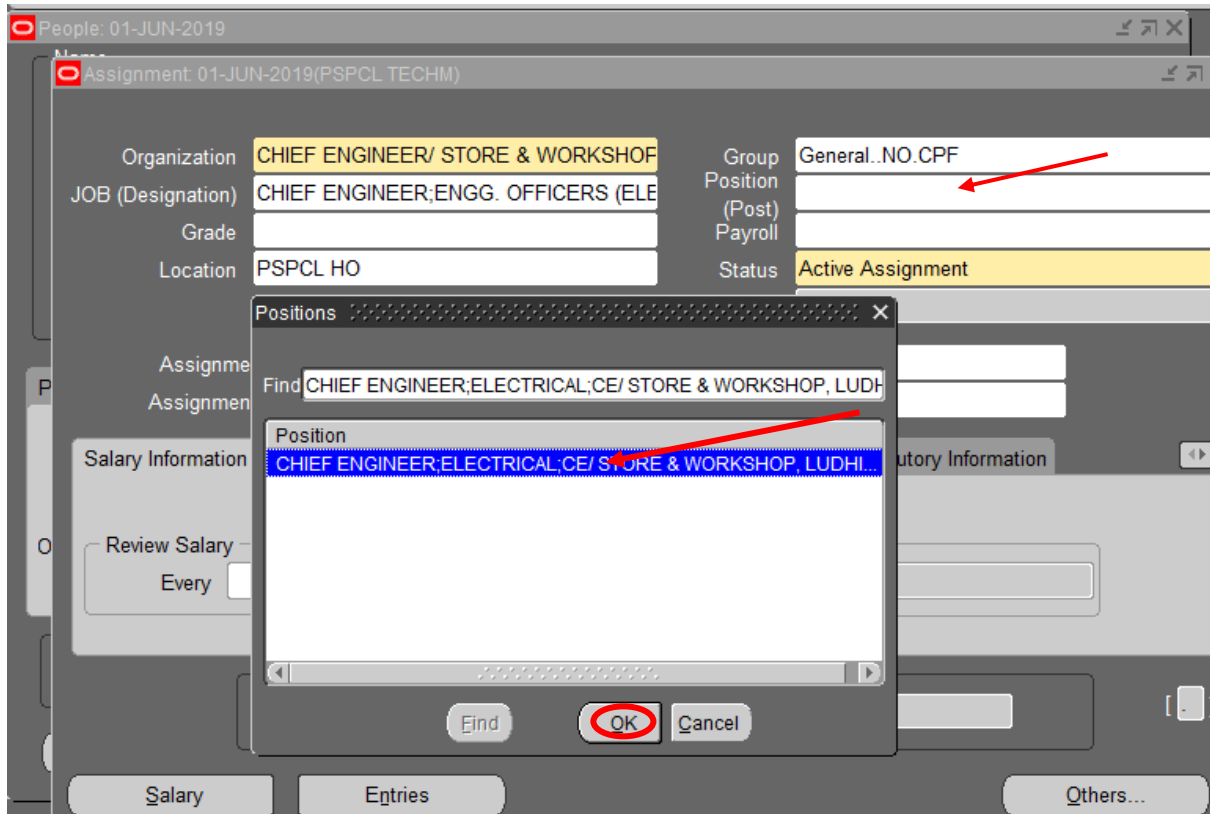 People: 01-JUN-2019
Name
Assignment: 01-JUN-2019(PSPCL TECHM)
Organization CHIEF ENGINEER/ STORE & WORKSHOP
Group General..NO.CPF
JOB (Designation) CHIEF ENGINEER;ENGG. OFFICERS (ELE
Position
(Post)
Grade
Payroll
Location PSPCL HO
Status Active Assignment
Positions
Assignme
Find CHIEF ENGINEER;ELECTRICAL;CE/ STORE & WORKSHOP, LUDH
P
Assignmen
Position
Salary Information
CHIEF ENGINEER;ELECTRICAL;CE/ STORE & WORKSHOP, LUDHI...
utory Information
O
Review Salary
Every
[ . ]
Find OK Cancel
Salary Entries Others...